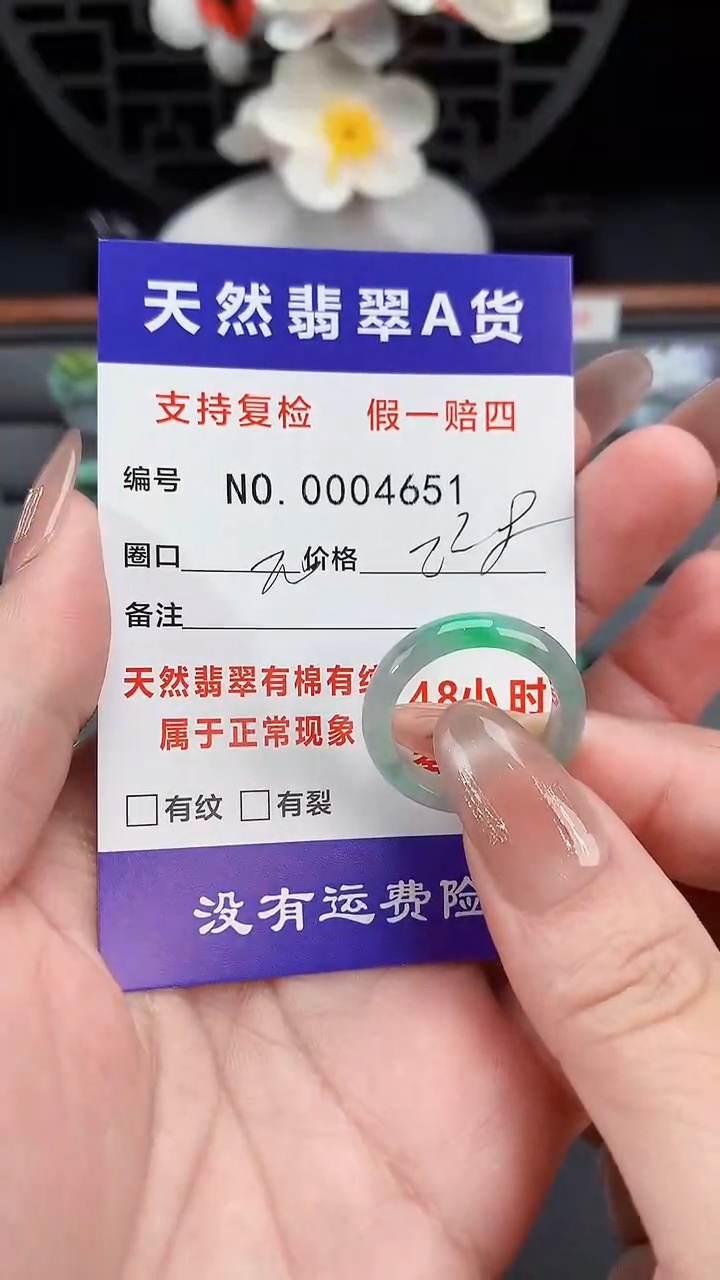 天然翡翠A货
支持复检 假一赔四
编号 NO.0004651
圈口 价格
备注
天然翡翠有棉有纹
属于正常现象
48小时
□有纹 □有裂
没有运费险